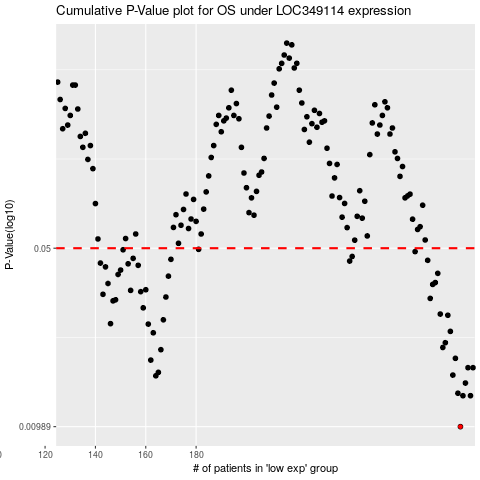 Cumulative P-Value plot for OS under LOC349114 expression
P-Value(log10)
0.05
0.00989
0
120
140
160
180
# of patients in 'low exp' group